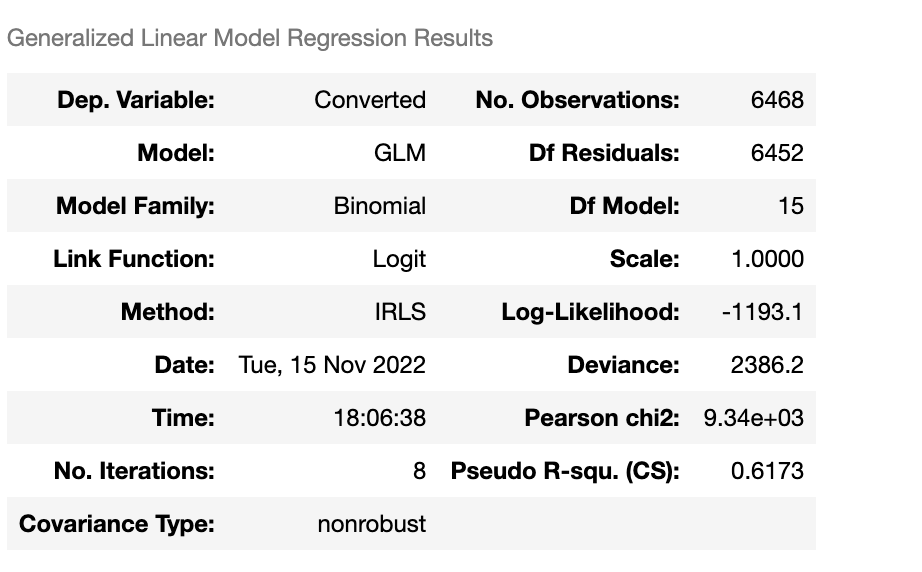 Generalized Linear Model Regression Results
Dep. Variable: Converted No. Observations: 6468
Model: GLM Df Residuals: 6452
Model Family: Binomial Df Model: 15
Link Function: Logit Scale: 1.0000
Method: IRLS Log-Likelihood: -1193.1
Date: Tue, 15 Nov 2022 Deviance: 2386.2
Time: 18:06:38 Pearson chi2: 9.34e+03
No. Iterations: 8 Pseudo R-squ. (CS): 0.6173
Covariance Type: nonrobust